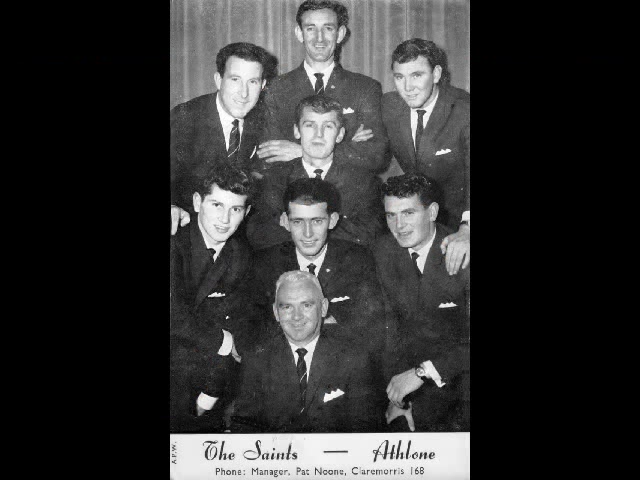 The Saints — Athlone
Phone: Manager, Pat Noone, Claremorris 168
A.P.W.